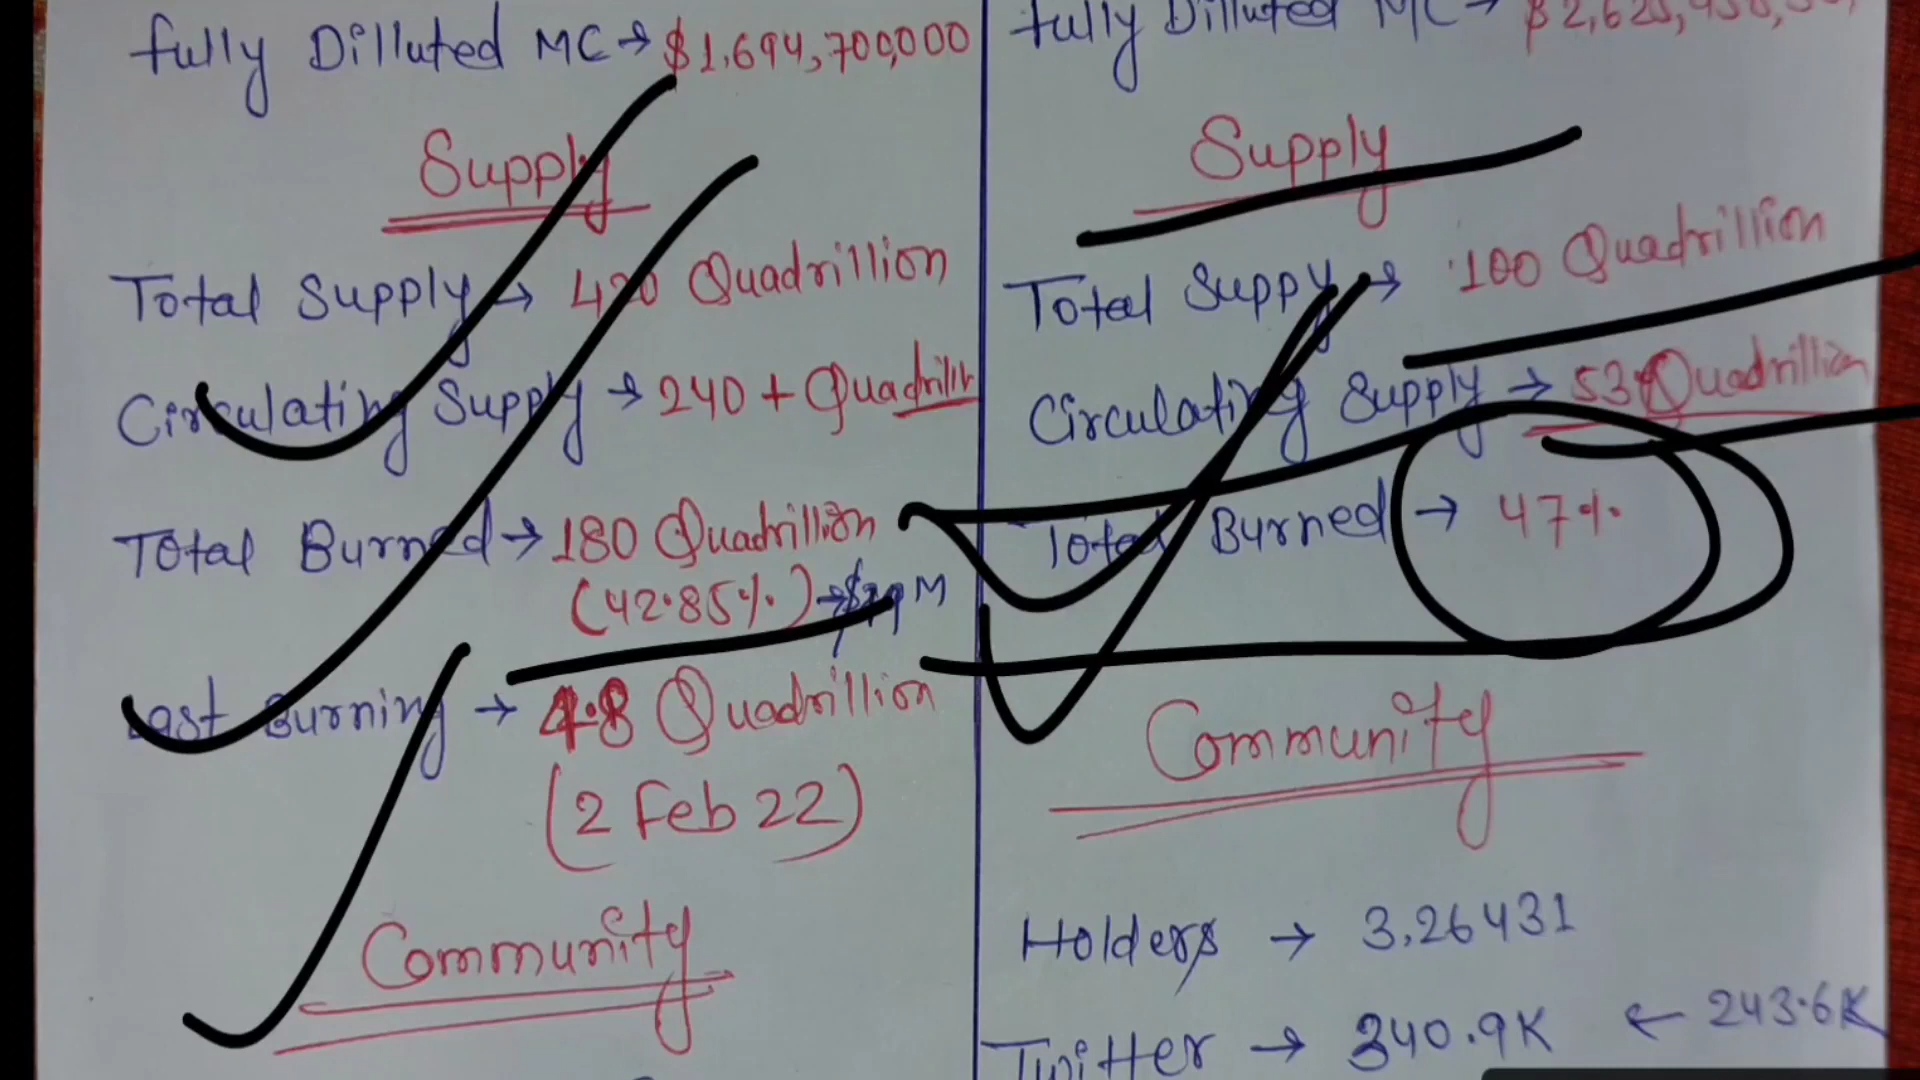 fully Dilluted MC → $1,694,700,000
Supply
Total Supply → 420 Quadrillion
Circulating Supply → 240 + Quadrillir
Total Burned → 180 Quadrillion
(42.85%) → $79 M
Last Burning → 4.8 Quadrillion
(2 Feb 22)
Community
fully Dilluted MC →
Supply
Total Suppy → 100 Quadrillion
Circulating Supply → 53 Quadrillion
Total Burned → 47%
Community
Holders → 3,26431
Twitter → 340.9K ← 243.6K